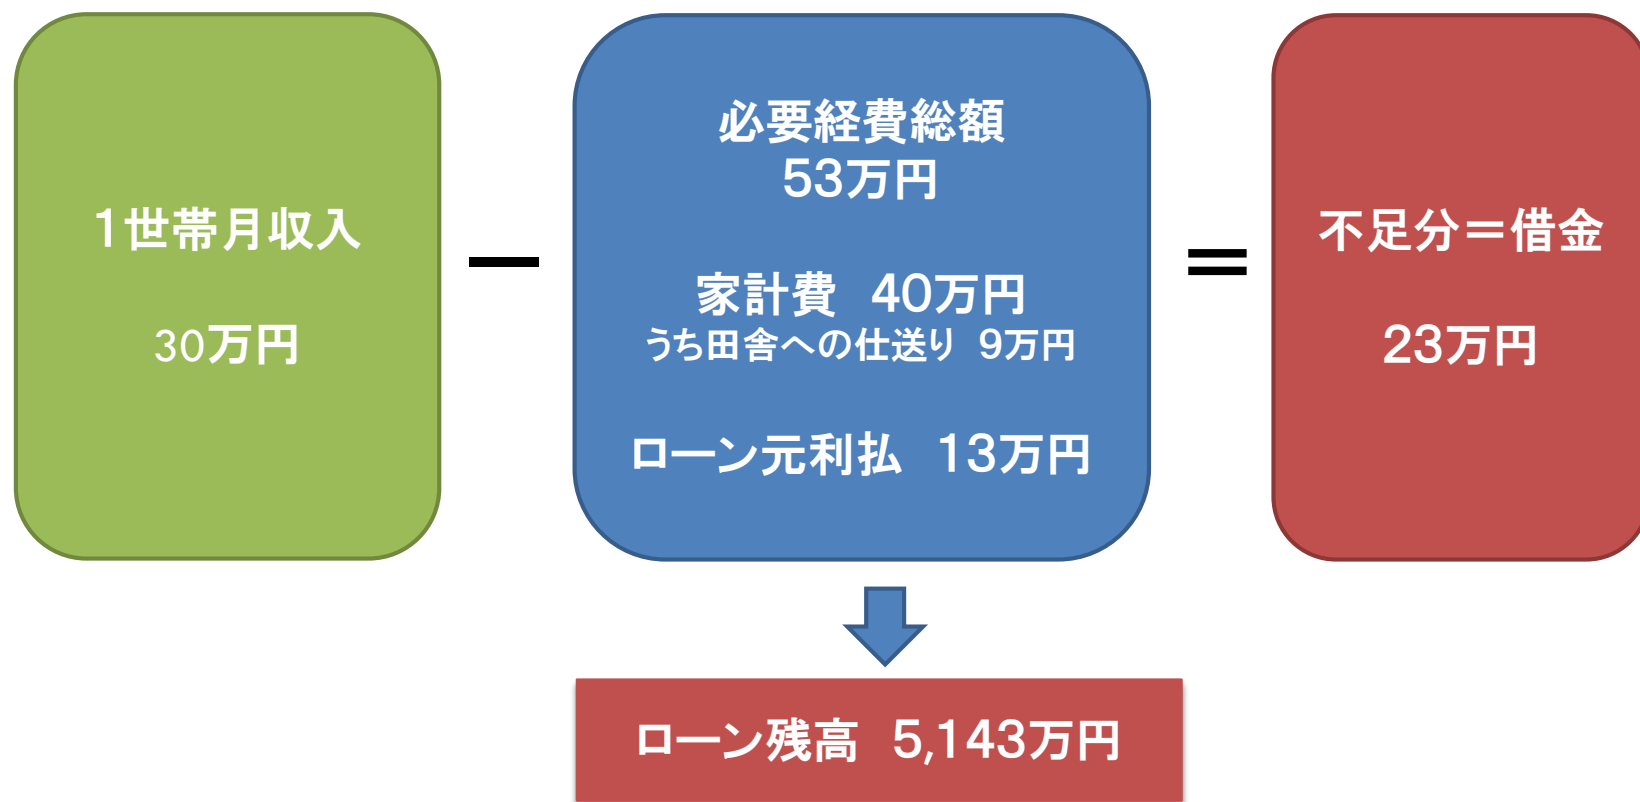 1世帯月収入
30万円
－
必要経費総額
53万円
家計費　40万円
うち田舎への仕送り　9万円
ローン元利払　13万円
＝
不足分＝借金
23万円
ローン残高　5,143万円